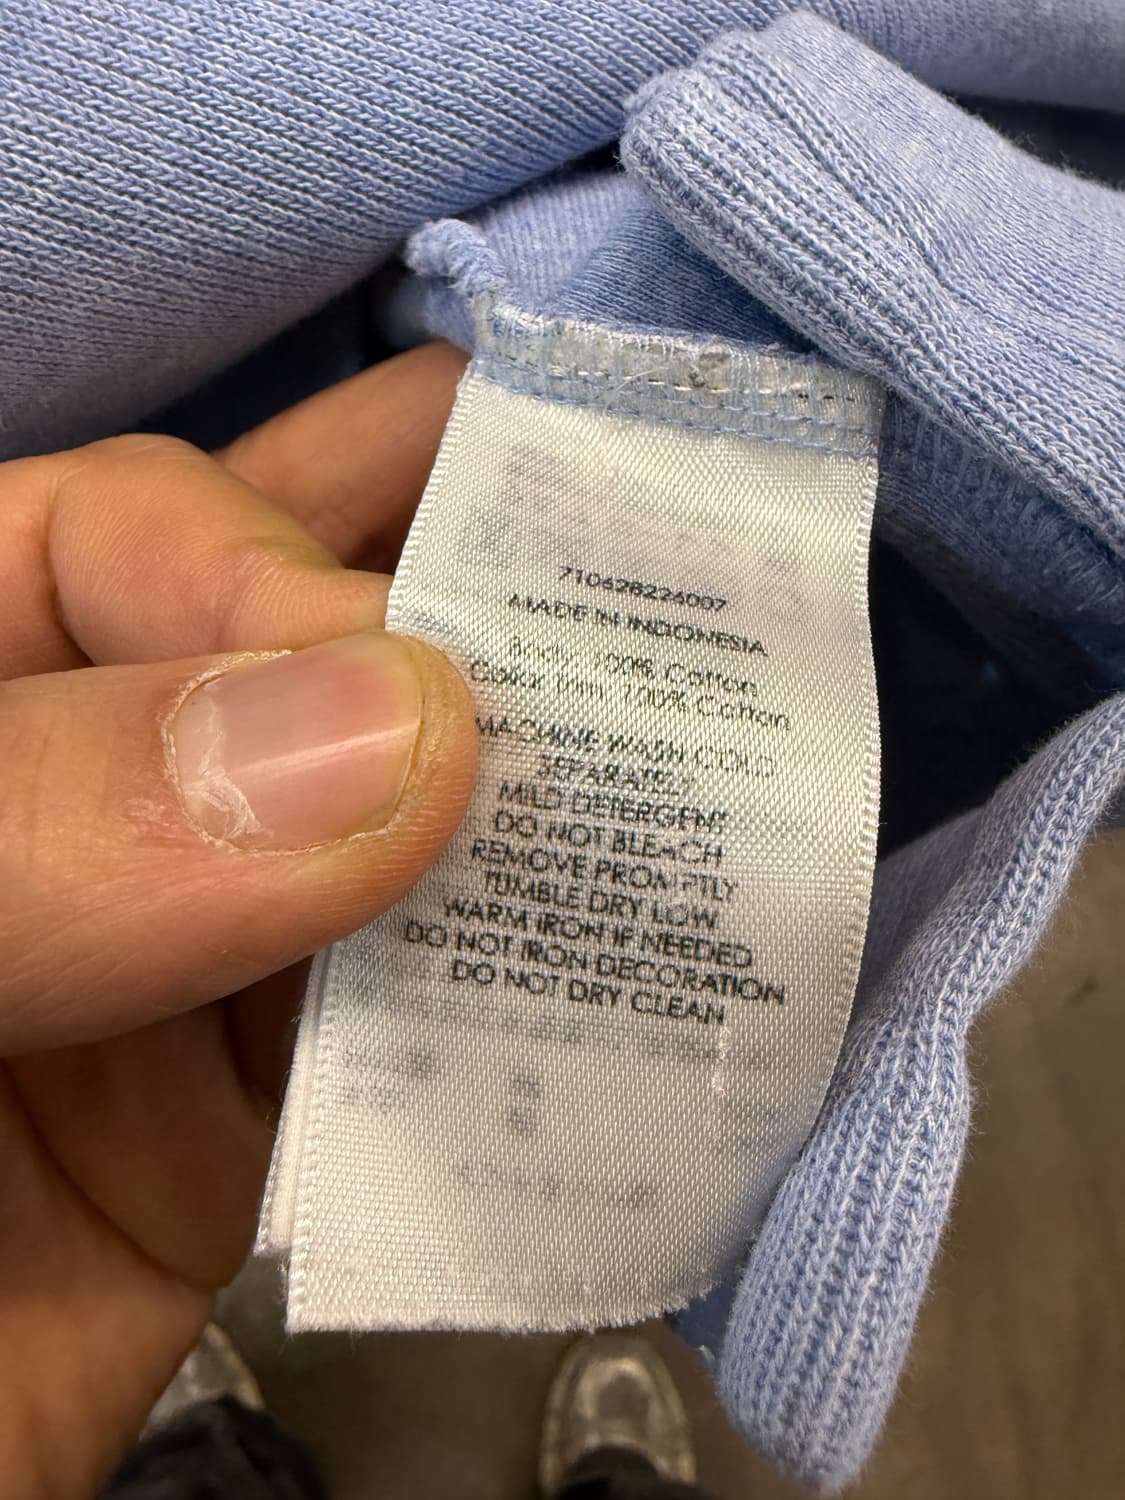 710628226007
MADE IN INDONESIA
Body: 100% Cotton
Collar Trim: 100% Cotton
MACHINE WASH COLD
SEPARATELY
MILD DETERGENT
DO NOT BLEACH
REMOVE PROMPTLY
TUMBLE DRY LOW
WARM IRON IF NEEDED
DO NOT IRON DECORATION
DO NOT DRY CLEAN